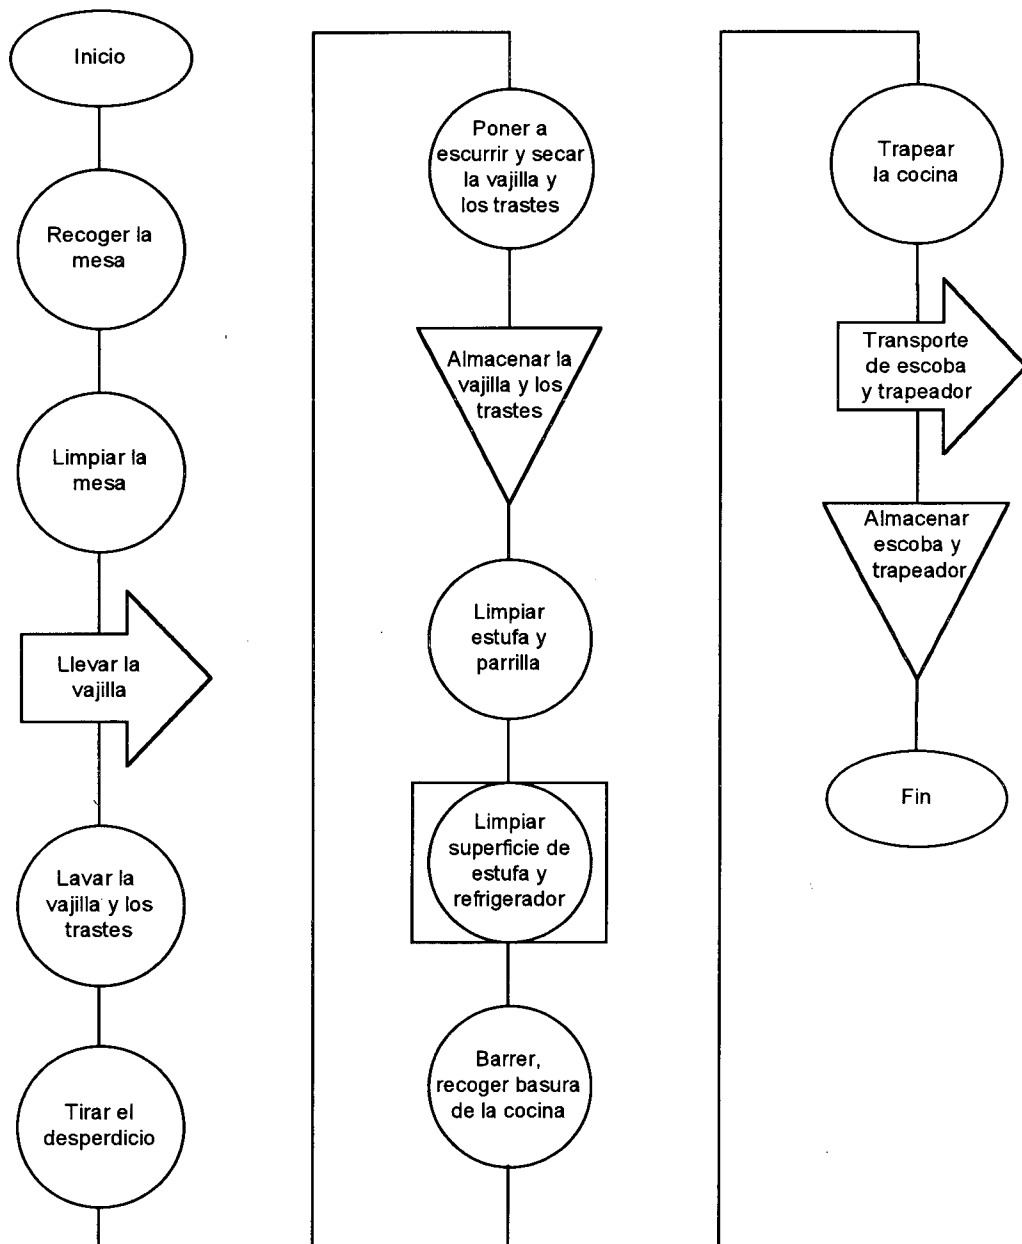 Inicio
Recoger la
mesa
Limpiar la
mesa
Llevar la
vajilla
Lavar la
vajilla y los
trastes
Tirar el
desperdicio
Poner a
escurrir y secar
la vajilla y
los trastes
Almacenar la
vajilla y los
trastes
Limpiar
estufa y
parrilla
Limpiar
superficie de
estufa y
refrigerador
Barrer,
recoger basura
de la cocina
Trapear
la cocina
Transporte
de escoba
y trapeador
Almacenar
escoba y
trapeador
Fin